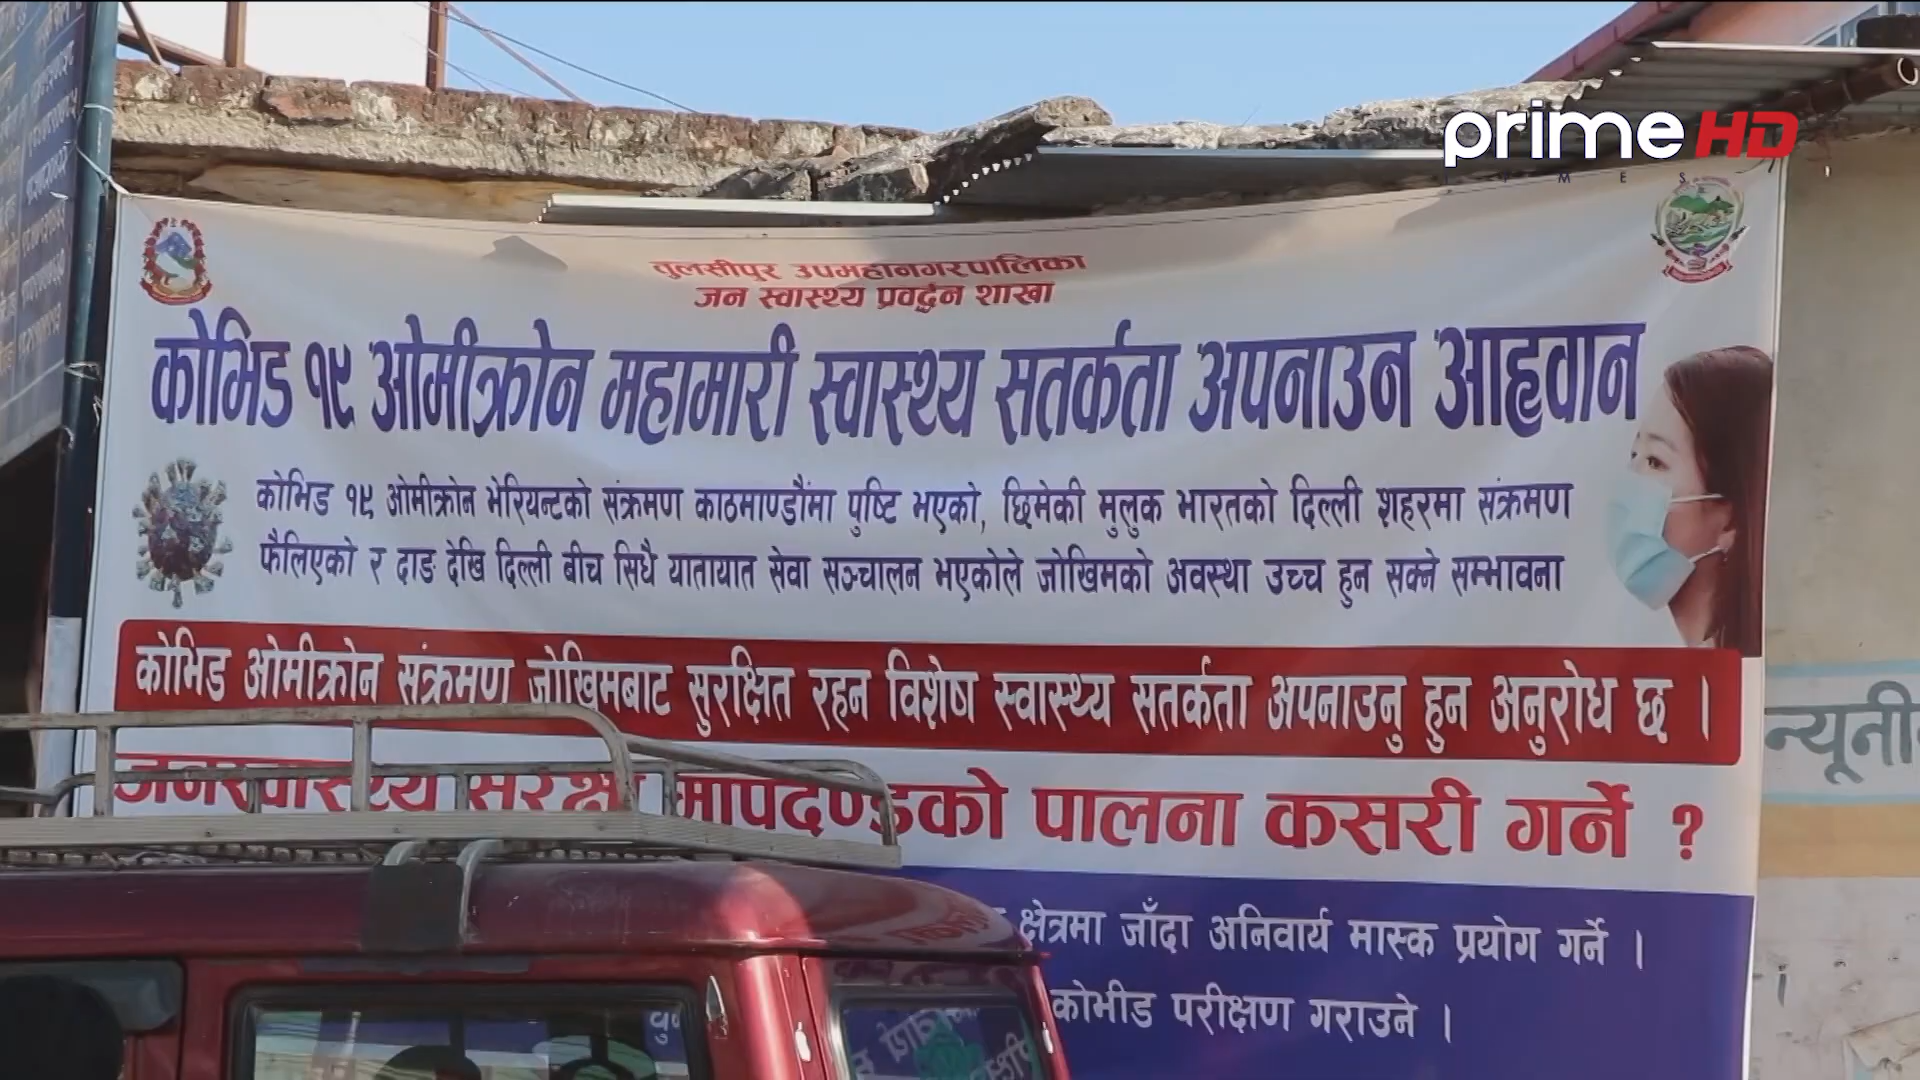 prime HD
TIMES
तुलसीपुर उपमहानगरपालिका
जन स्वास्थ्य प्रवर्द्धन शाखा
कोभिड १९ ओमीक्रोन महामारी स्वास्थ्य सतर्कता अपनाउन आह्वान
कोभिड १९ ओमीक्रोन भेरियन्टको संक्रमण काठमाण्डौंमा पुष्टि भएको, छिमेकी मुलुक भारतको दिल्ली शहरमा संक्रमण
फैलिएको र दाङ देखि दिल्ली बीच सिधै यातायात सेवा सञ्चालन भएकोले जोखिमको अवस्था उच्च हुन सक्ने सम्भावना
कोभिड ओमीक्रोन संक्रमण जोखिमबाट सुरक्षित रहन विशेष स्वास्थ्य सतर्कता अपनाउनु हुन अनुरोध छ ।
जनस्वास्थ्य सुरक्षा मापदण्डको पालना कसरी गर्ने ?
क्षेत्रमा जाँदा अनिवार्य मास्क प्रयोग गर्ने ।
कोभीड परीक्षण गराउने ।
न्यूनी